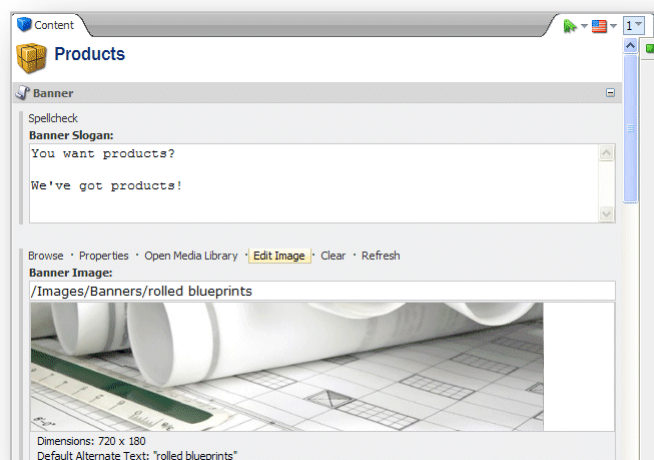 Content
1
Products
Banner
Spellcheck
Banner Slogan:
You want products?
We've got products!
Browse · Properties · Open Media Library · Edit Image · Clear · Refresh
Banner Image:
/Images/Banners/rolled blueprints
Dimensions: 720 x 180
Default Alternate Text: "rolled blueprints"